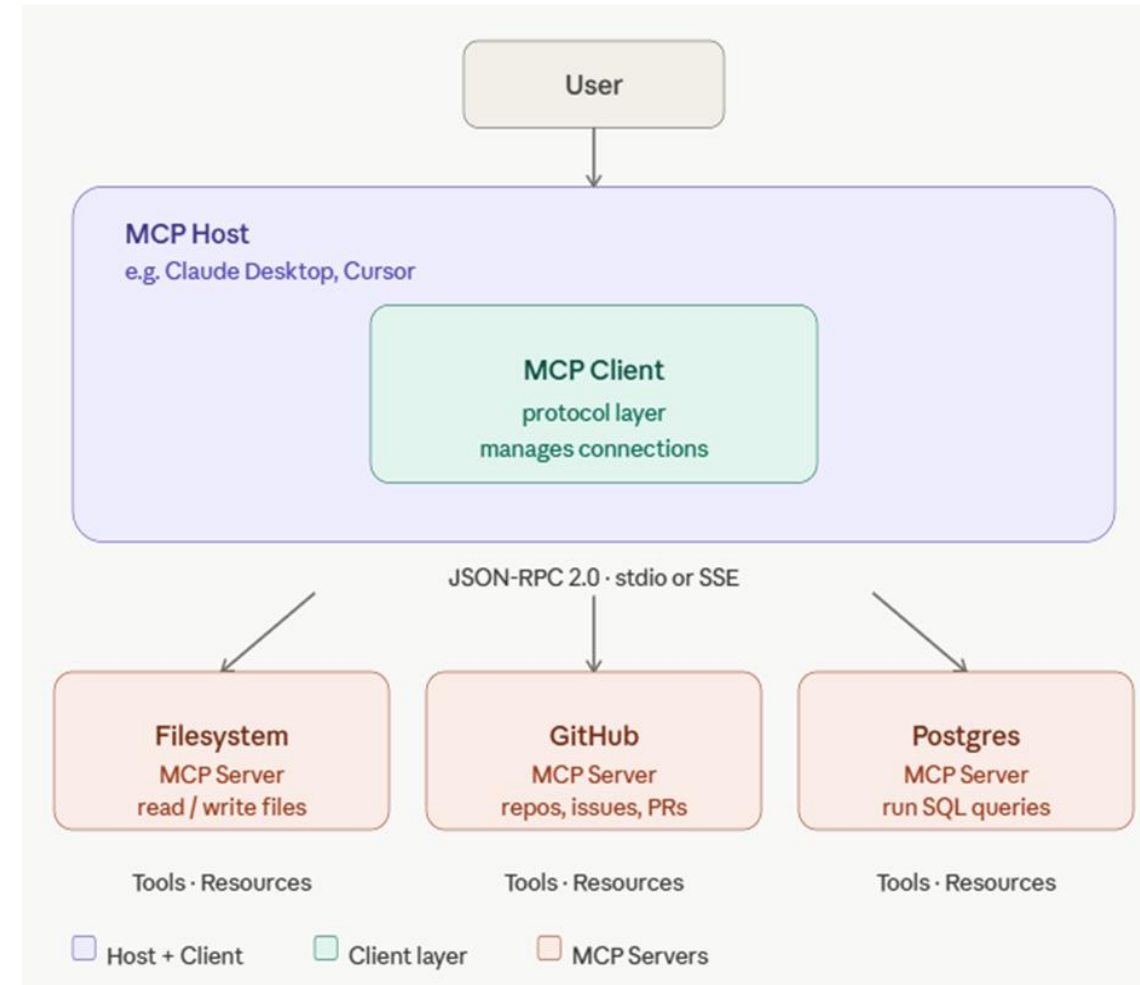 User
MCP Host
e.g. Claude Desktop, Cursor
MCP Client
protocol layer
manages connections
JSON-RPC 2.0 · stdio or SSE
Filesystem
MCP Server
read / write files
GitHub
MCP Server
repos, issues, PRs
Postgres
MCP Server
run SQL queries
Tools · Resources
Tools · Resources
Tools · Resources
Host + Client
Client layer
MCP Servers